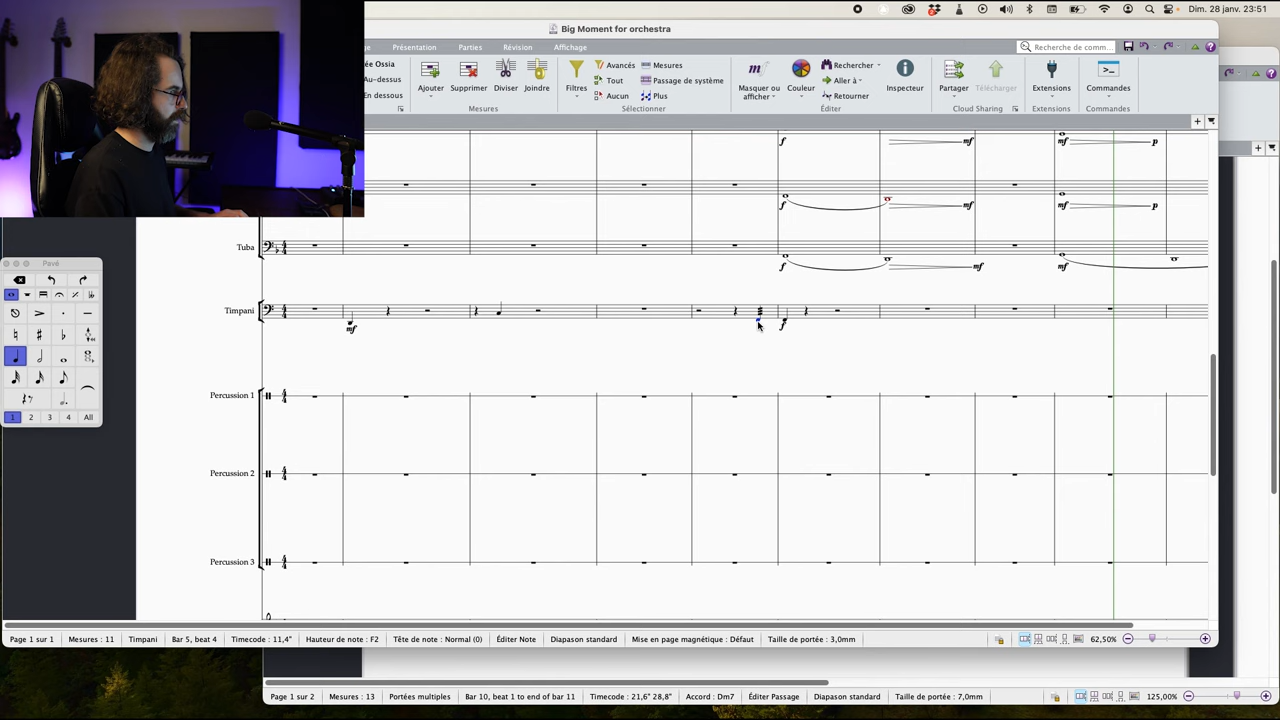 Dim. 28 janv. 23:51
Big Moment for orchestra
Présentation Parties Révision Affichage
Recherche de comm...
ée Ossia
Au-dessus
En dessous
Ajouter Supprimer Diviser Joindre
Mesures
Filtres
Avancés
Tout
Aucun
Mesures
Passage de système
Plus
Sélectionner
Masquer ou afficher
Couleur
Rechercher
Aller à
Retourner
Inspecteur
Éditer
Partager Télécharger
Cloud Sharing
Extensions
Extensions
Commandes
Commandes
f mf mf p
f mf mf p
Tuba
f mf mf
Timpani
mf f
Percussion 1
Percussion 2
Percussion 3
Pavé
1 2 3 4 All
Page 1 sur 1 Mesures : 11 Timpani Bar 5, beat 4 Timecode : 11,4" Hauteur de note : F2 Tête de note : Normal (0) Éditer Note Diapason standard Mise en page magnétique : Défaut Taille de portée : 3,0mm 62,50%
Page 1 sur 2 Mesures : 13 Portées multiples Bar 10, beat 1 to end of bar 11 Timecode : 21,6" 28,8" Accord : Dm7 Éditer Passage Diapason standard Taille de portée : 7,0mm 125,00%